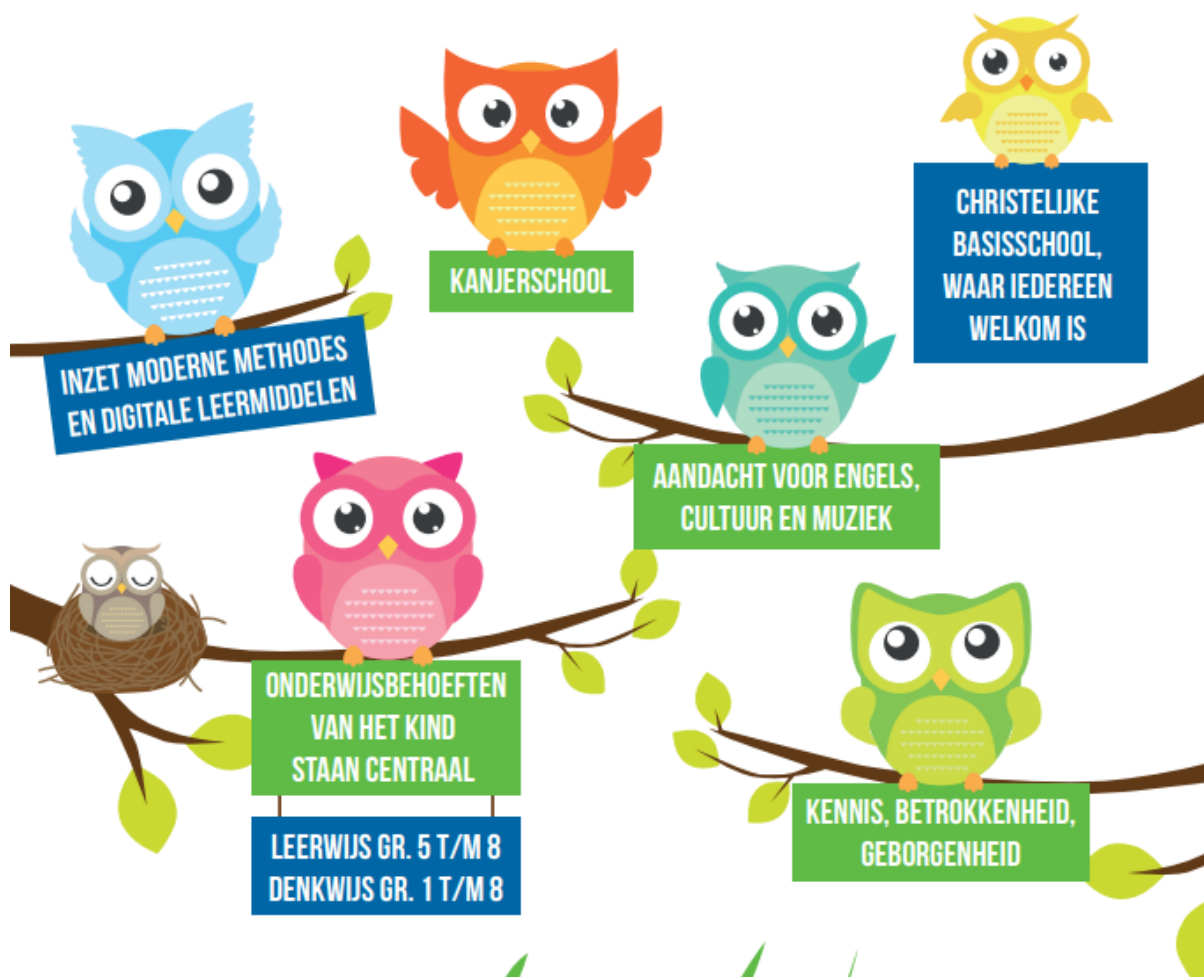 KANJERSCHOOL
CHRISTELIJKE
BASISSCHOOL,
WAAR IEDEREEN
WELKOM IS
INZET MODERNE METHODES
EN DIGITALE LEERMIDDELEN
AANDACHT VOOR ENGELS,
CULTUUR EN MUZIEK
ONDERWIJSBEHOEFTEN
VAN HET KIND
STAAN CENTRAAL
LEERWIJS GR. 5 T/M 8
DENKWIJS GR. 1 T/M 8
KENNIS, BETROKKENHEID,
GEBORGENHEID